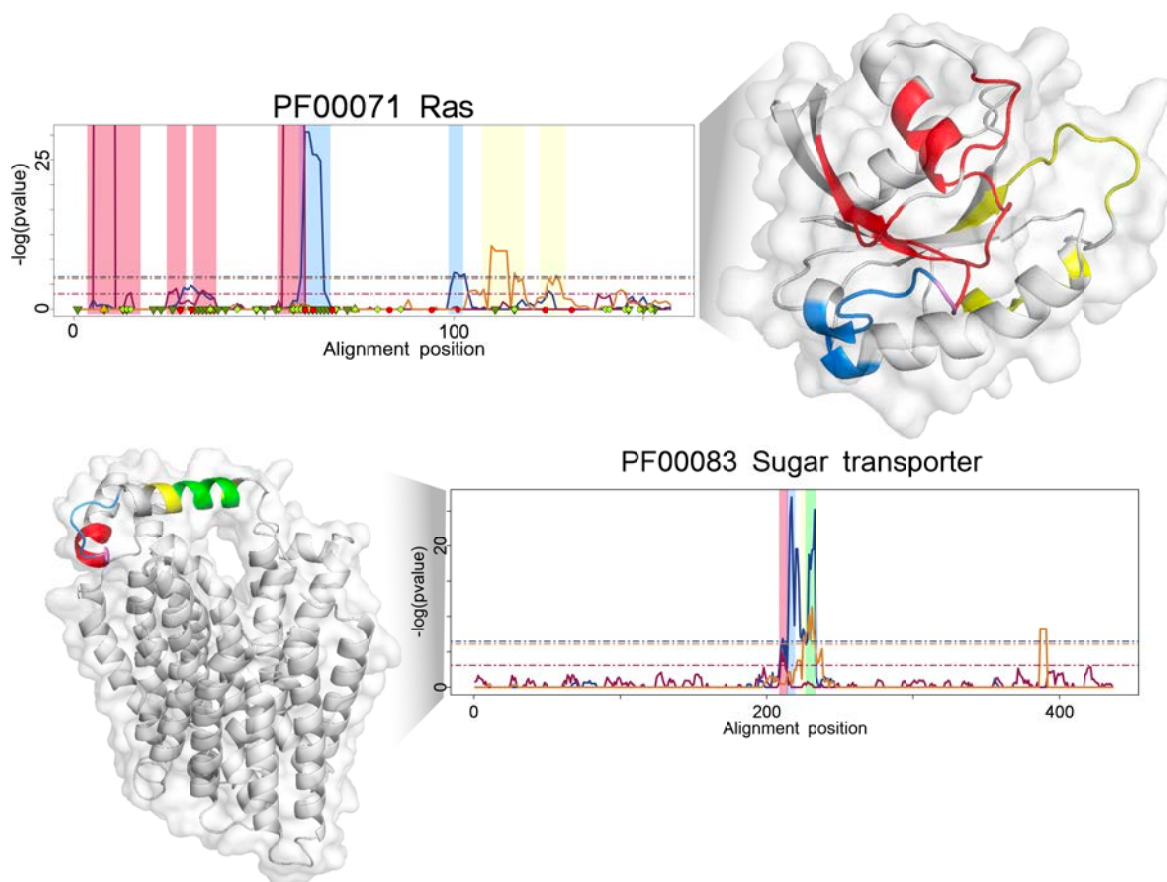 PF00071 Ras
25
-log(pvalue)
0
0
100
Alignment position
PF00083 Sugar transporter
20
-log(pvalue)
0
0
200
400
Alignment position